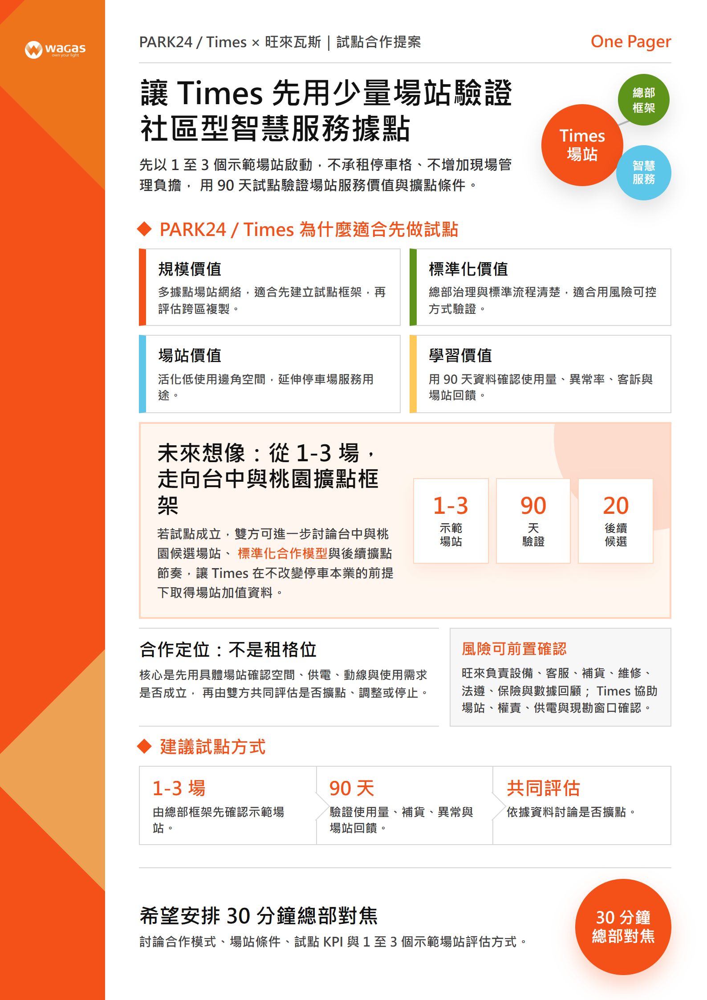 wagas
own your light
PARK24 / Times × 旺來瓦斯｜試點合作提案
One Pager
讓 Times 先用少量場站驗證
社區型智慧服務據點
先以 1 至 3 個示範場站啟動，不承租停車格、不增加現場管
理負擔， 用 90 天試點驗證場站服務價值與擴點條件。
Times
場站
總部
框架
智慧
服務
PARK24 / Times 為什麼適合先做試點
規模價值
多據點場站網絡，適合先建立試點框架，再
評估跨區複製。
標準化價值
總部治理與標準流程清楚，適合用風險可控
方式驗證。
場站價值
活化低使用邊角空間，延伸停車場服務用
途。
學習價值
用 90 天資料確認使用量、異常率、客訴與
場站回饋。
未來想像：從 1-3 場，
走向台中與桃園擴點框
架
若試點成立，雙方可進一步討論台中與桃
園候選場站、 標準化合作模型與後續擴點
節奏，讓 Times 在不改變停車本業的前提
下取得場站加值資料。
1-3
示範
場站
90
天
驗證
20
後續
候選
合作定位：不是租格位
核心是先用具體場站確認空間、供電、動線與使用需求
是否成立， 再由雙方共同評估是否擴點、調整或停止。
風險可前置確認
旺來負責設備、客服、補貨、維修、
法遵、保險與數據回顧； Times 協助
場站、權責、供電與現勘窗口確認。
建議試點方式
1-3 場
由總部框架先確認示範場
站。
90 天
驗證使用量、補貨、異常與
場站回饋。
共同評估
依據資料討論是否擴點。
希望安排 30 分鐘總部對焦
討論合作模式、場站條件、試點 KPI 與 1 至 3 個示範場站評估方式。
30 分鐘
總部對焦